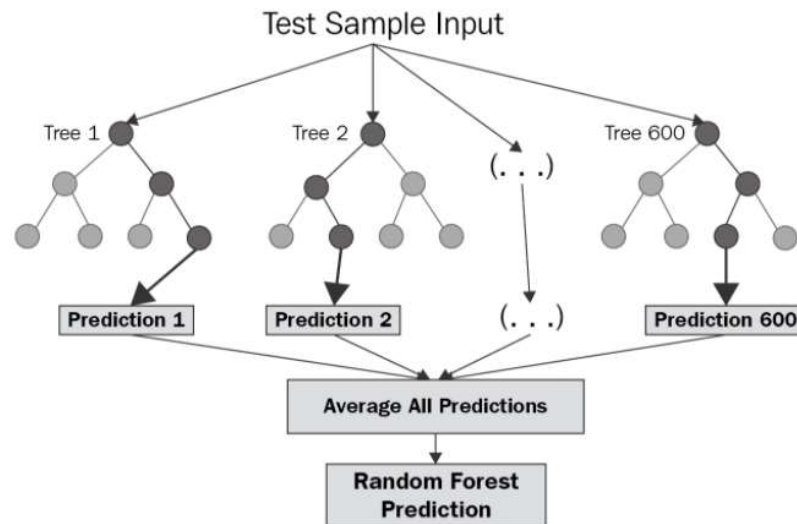 Test Sample Input
Tree 1
Tree 2
Tree 600
(. . .)
Prediction 1
Prediction 2
(. . .)
Prediction 600
Average All Predictions
Random Forest
Prediction